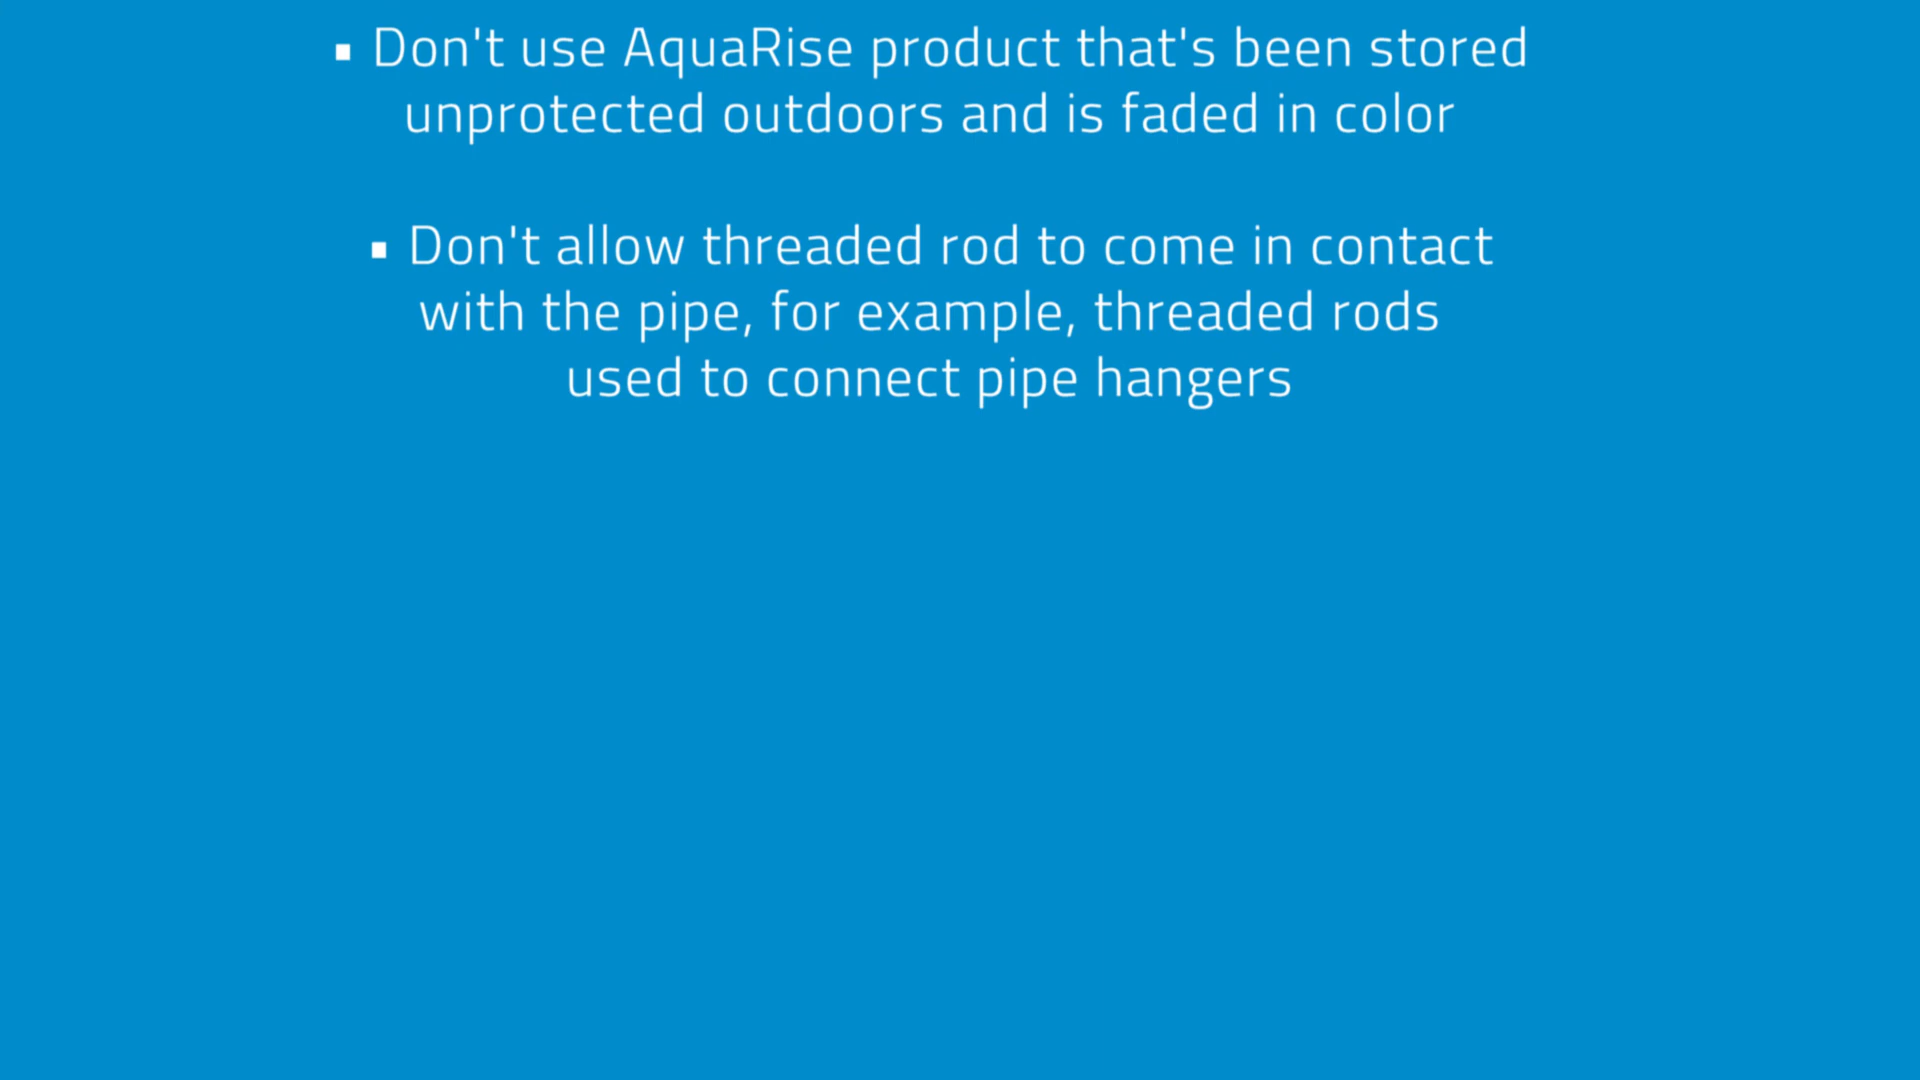 ▪ Don't use AquaRise product that's been stored
unprotected outdoors and is faded in color
▪ Don't allow threaded rod to come in contact
with the pipe, for example, threaded rods
used to connect pipe hangers